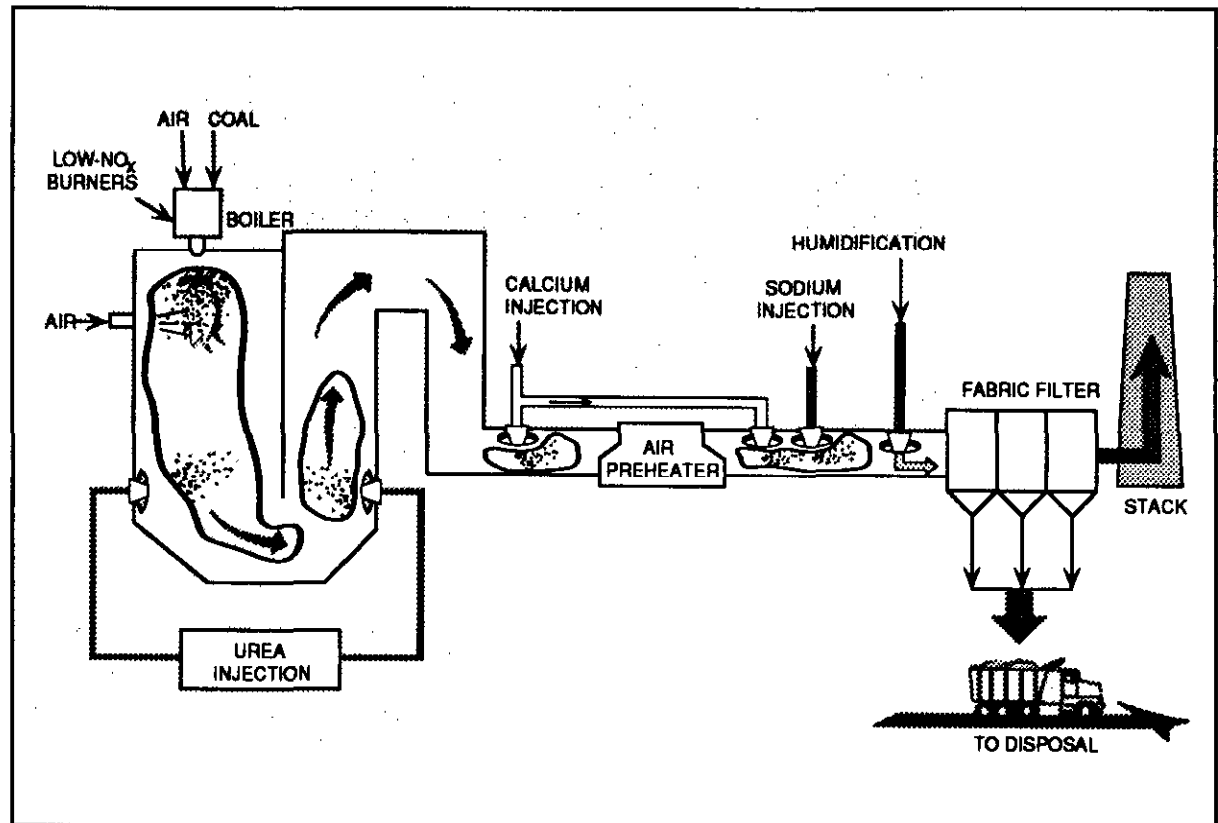 AIR COAL
LOW-NOX
BURNERS
BOILER
HUMIDIFICATION
CALCIUM
INJECTION
SODIUM
INJECTION
AIR
FABRIC FILTER
AIR
PREHEATER
STACK
UREA
INJECTION
TO DISPOSAL